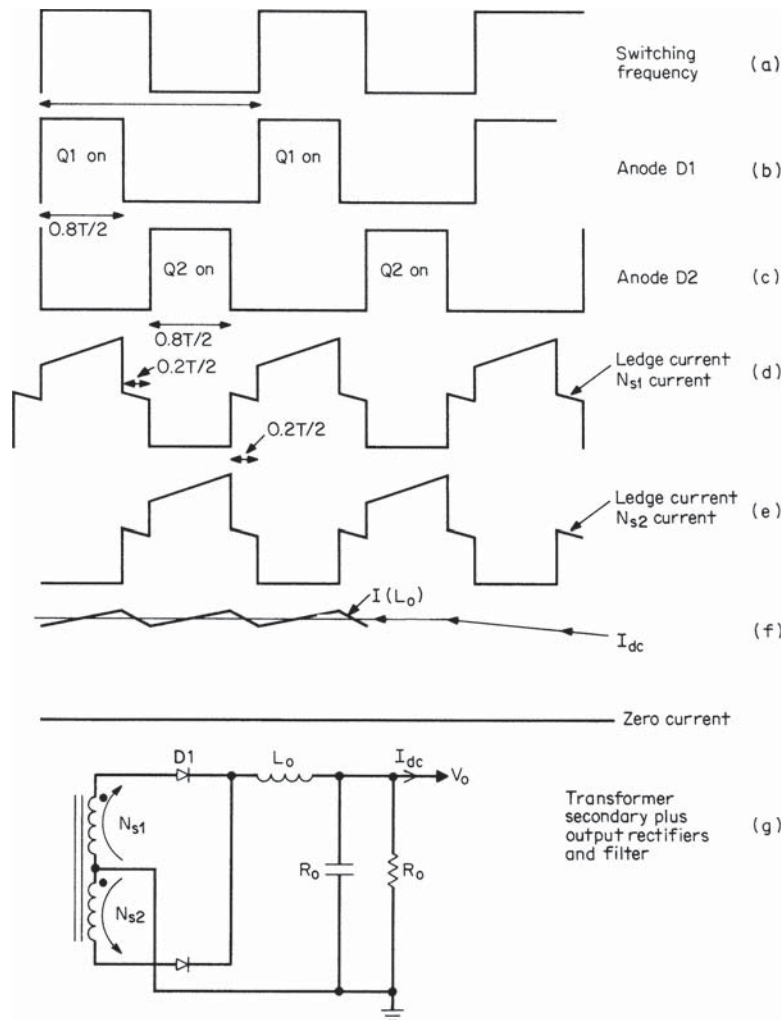 Switching
frequency
(a)
Q1 on
Q1 on
Anode D1
(b)
0.8T/2
Q2 on
Q2 on
Anode D2
(c)
0.8T/2
0.2T/2
Ledge current
Ns1 current
(d)
0.2T/2
Ledge current
Ns2 current
(e)
I(Lo)
Idc
(f)
Zero current
D1
Lo
Idc
Vo
Ns1
Ns2
Ro
Ro
Transformer
secondary plus
output rectifiers
and filter
(g)